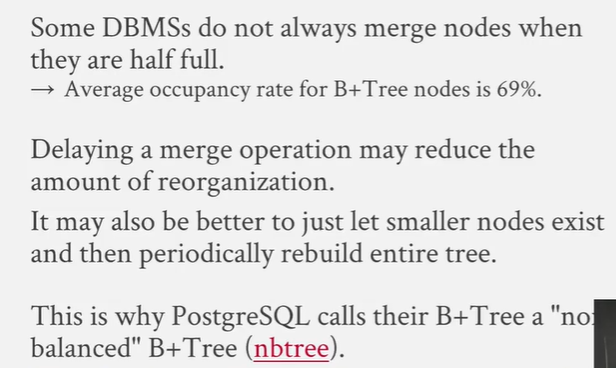 Some DBMSs do not always merge nodes when
they are half full.
→ Average occupancy rate for B+Tree nodes is 69%.
Delaying a merge operation may reduce the
amount of reorganization.
It may also be better to just let smaller nodes exist
and then periodically rebuild entire tree.
This is why PostgreSQL calls their B+Tree a
balanced" B+Tree (nbtree).